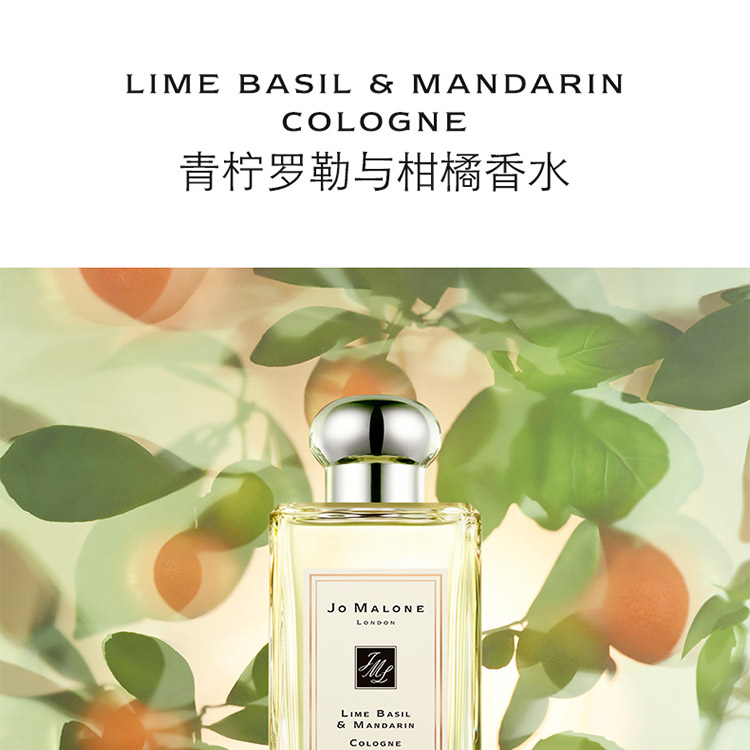 LIME BASIL & MANDARIN
COLOGNE
青柠罗勒与柑橘香水
JO MALONE
LONDON
JML
LIME BASIL
& MANDARIN
COLOGNE